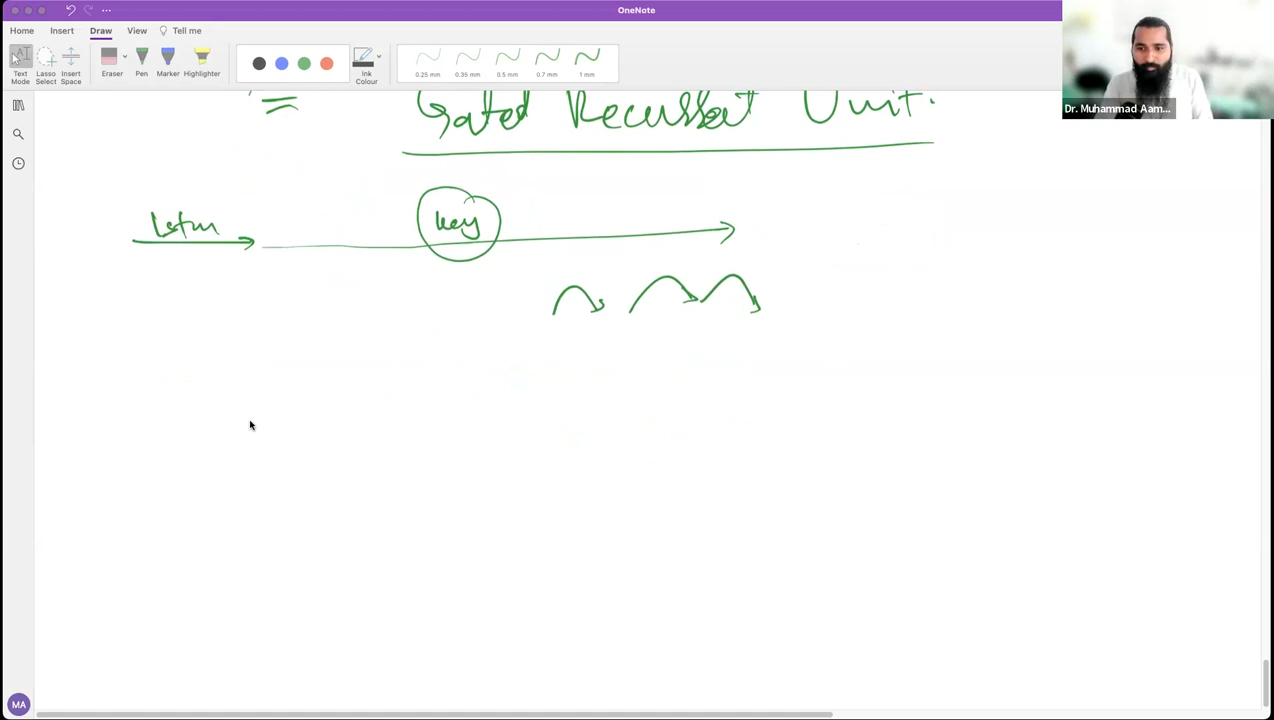 OneNote
Home Insert Draw View Tell me
Text Mode
Lasso Select
Insert Space
Eraser
Pen
Marker
Highlighter
Ink Colour
0.25 mm
0.35 mm
0.5 mm
0.7 mm
1 mm
Dr. Muhammad Aam...
Gated Recurrent Unit.
lstm
key
MA